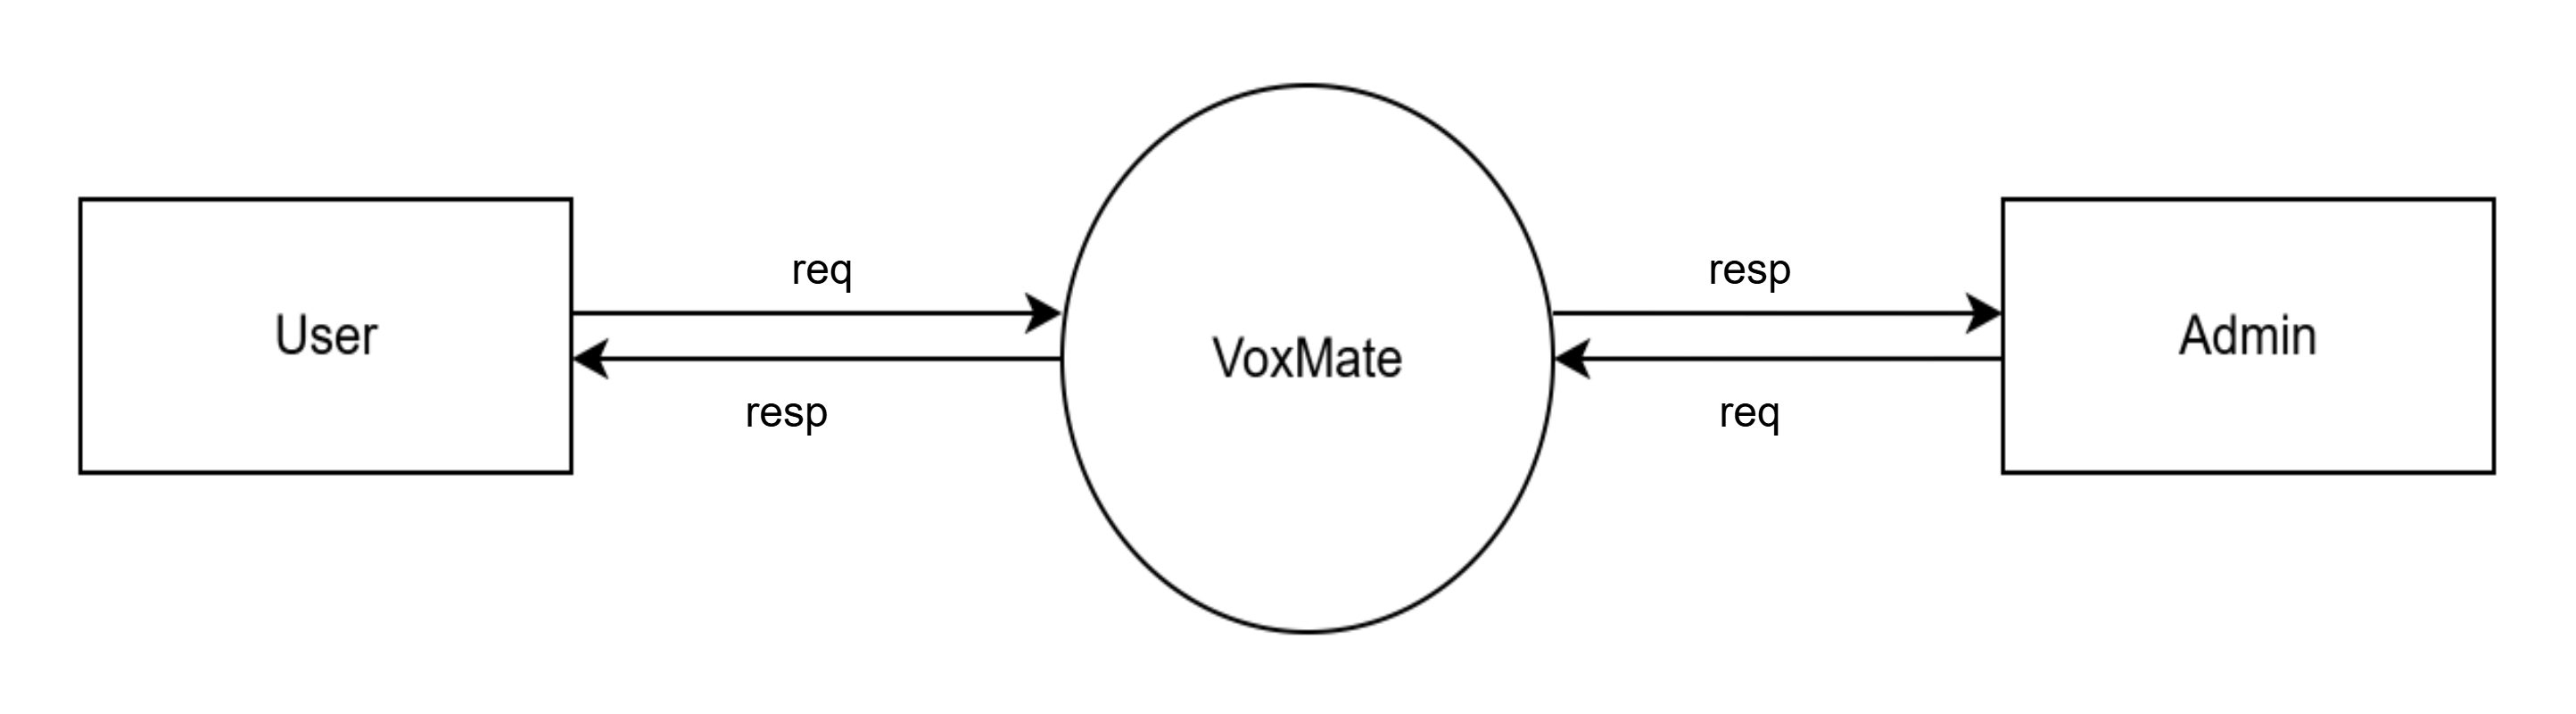 req
resp
User
VoxMate
Admin
resp
req